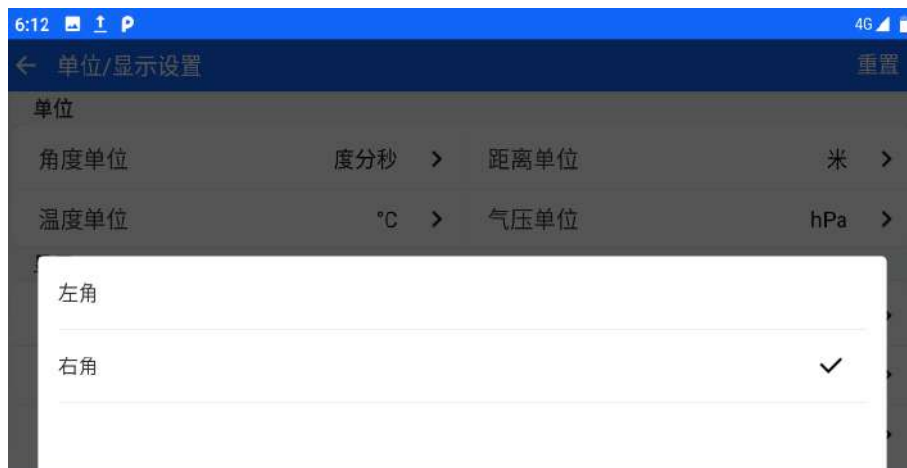 6:12 4G
单位/显示设置 重置
单位
角度单位 度分秒 距离单位 米
温度单位 °C 气压单位 hPa
左角
右角